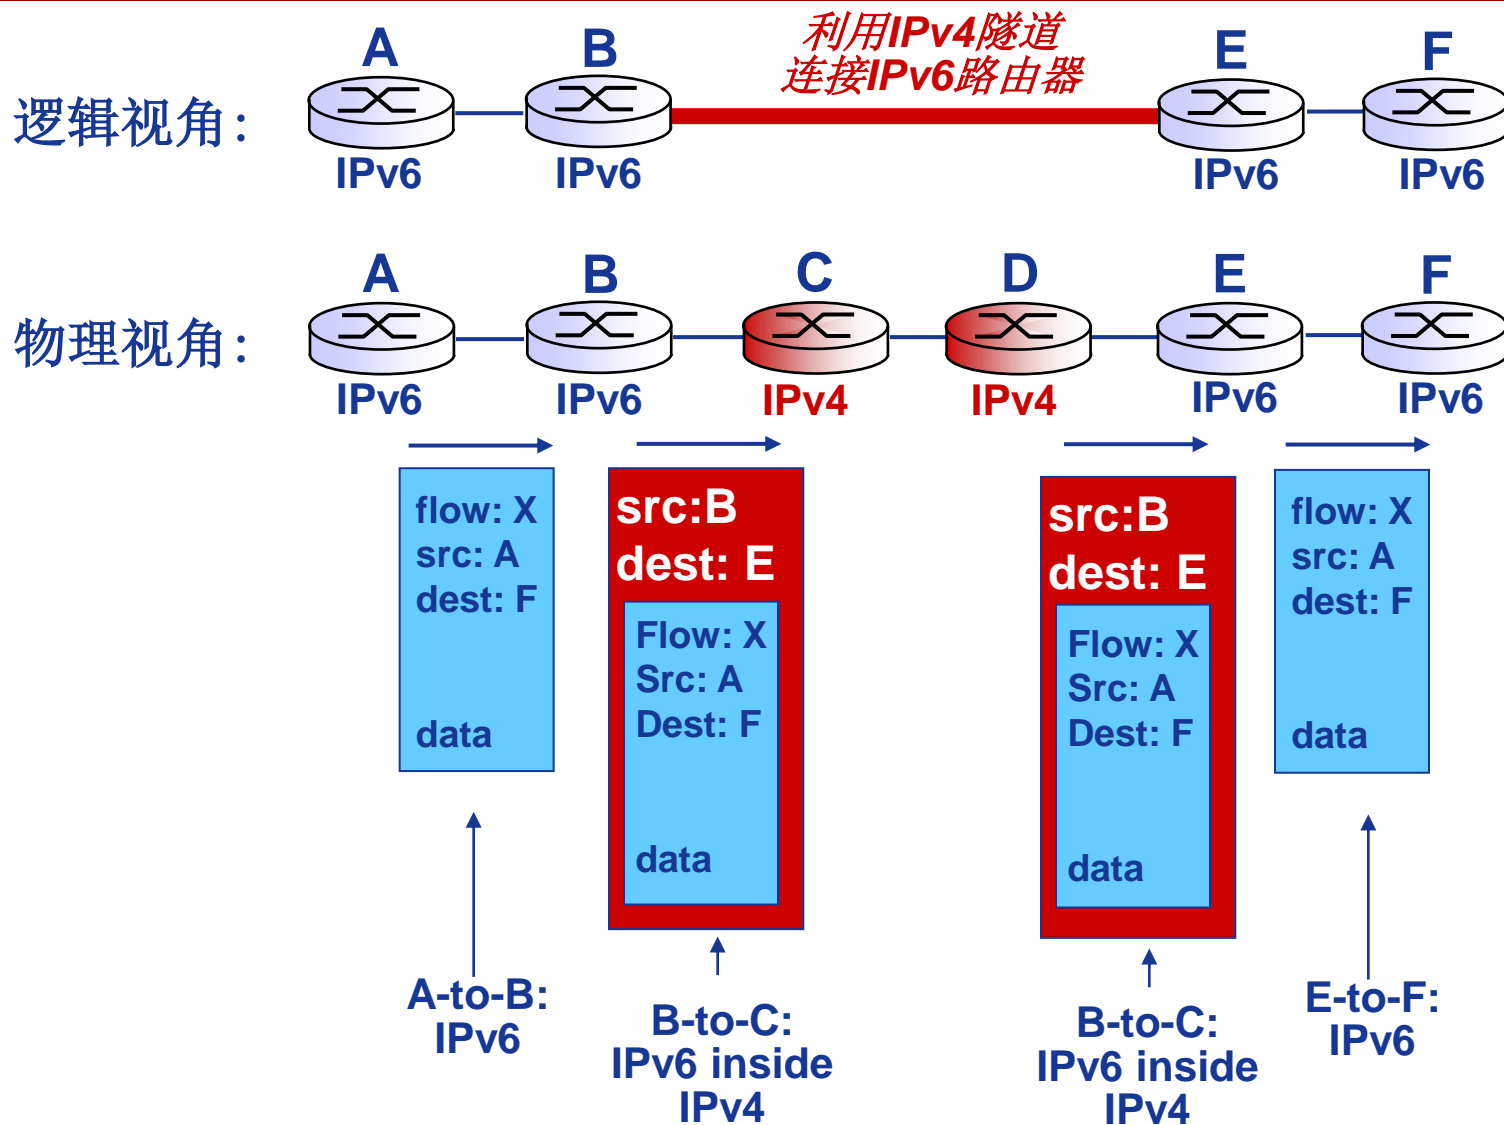 利用IPv4隧道
连接IPv6路由器
A
B
E
F
逻辑视角:
IPv6
IPv6
IPv6
IPv6
A
B
C
D
E
F
物理视角:
IPv6
IPv6
IPv4
IPv4
IPv6
IPv6
flow: X
src: A
dest: F
data
src:B
dest: E
Flow: X
Src: A
Dest: F
data
src:B
dest: E
Flow: X
Src: A
Dest: F
data
flow: X
src: A
dest: F
data
A-to-B:
IPv6
B-to-C:
IPv6 inside
IPv4
B-to-C:
IPv6 inside
IPv4
E-to-F:
IPv6